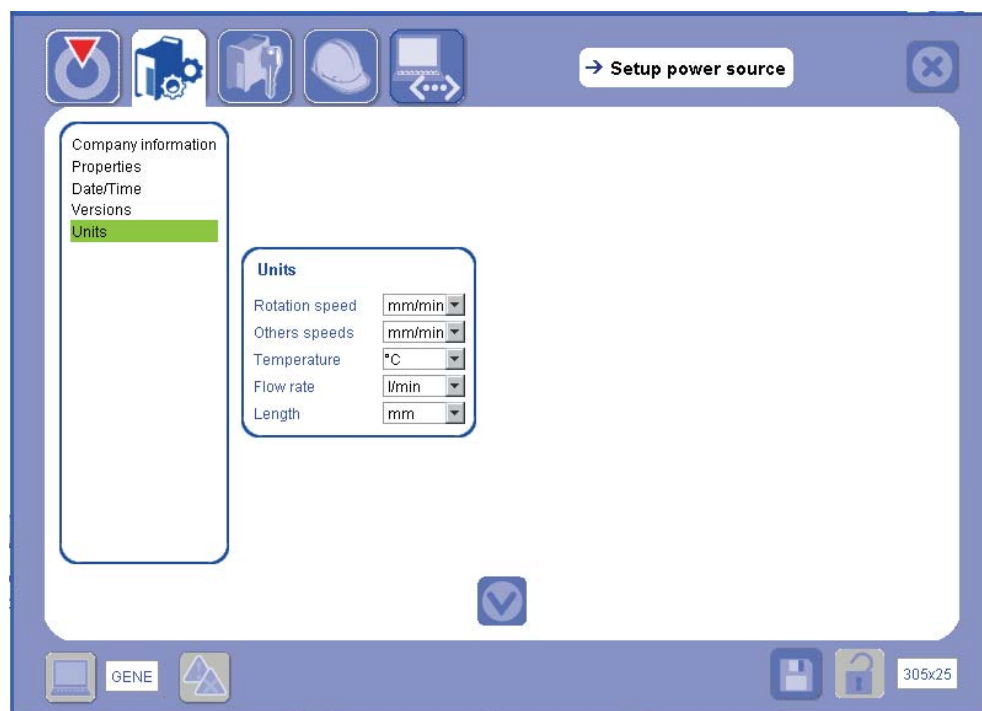 → Setup power source
Company information
Properties
Date/Time
Versions
Units
Units
Rotation speed mm/min
Others speeds mm/min
Temperature °C
Flow rate l/min
Length mm
GENE
305x25